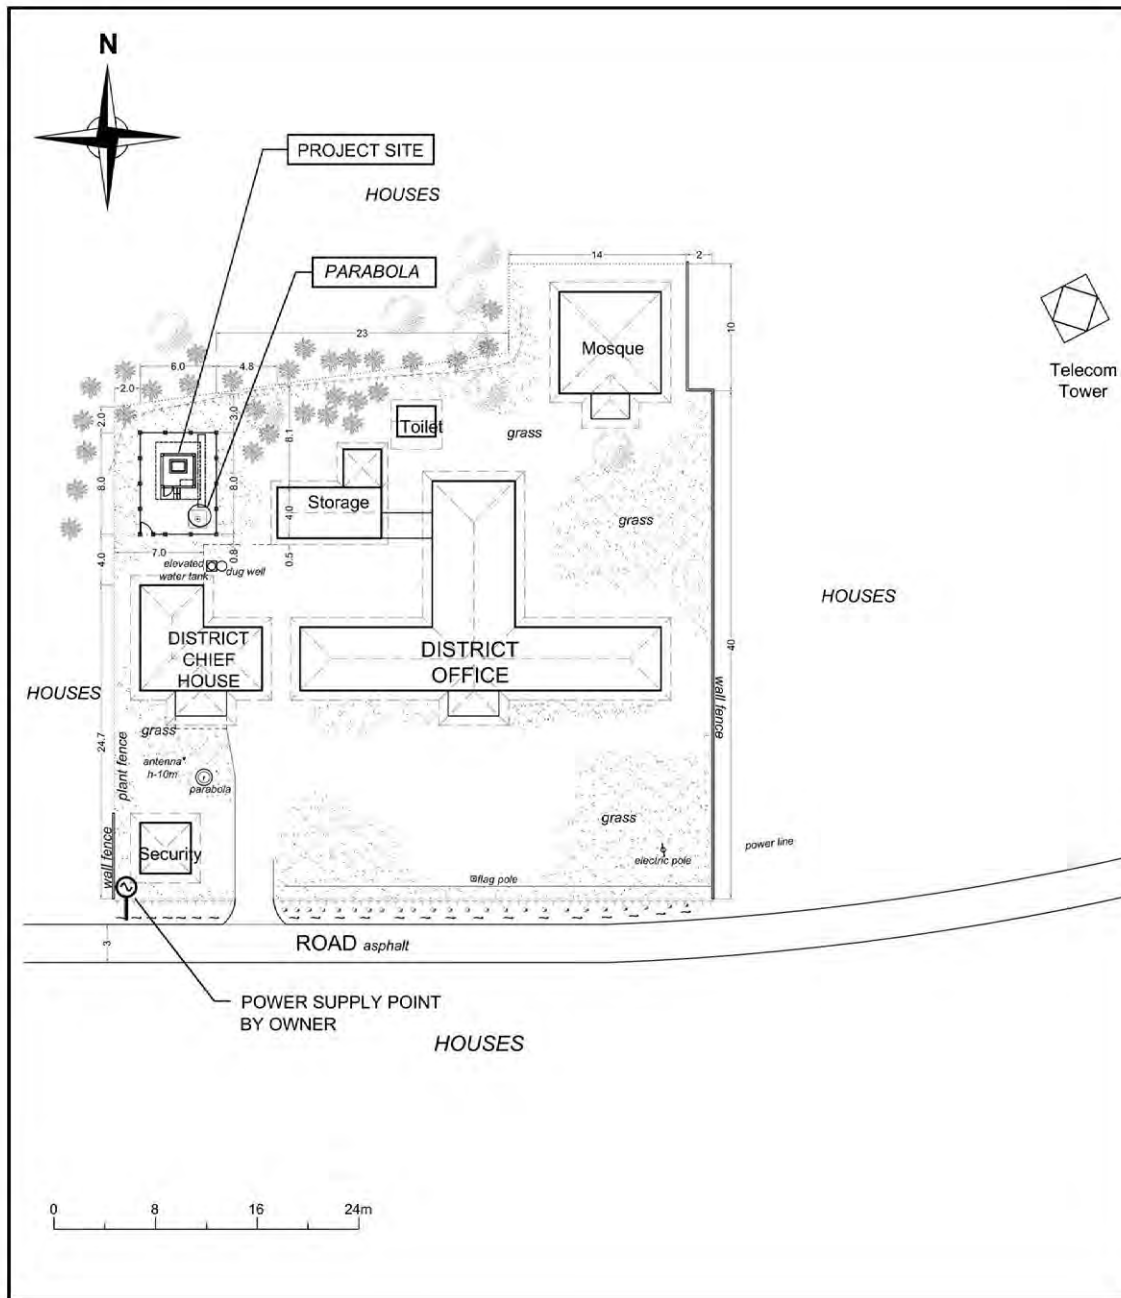 N
PROJECT SITE
HOUSES
PARABOLA
14
2
23
10
Mosque
Telecom
Tower
6.0
4.8
2.0
2.0
3.0
8.1
Toilet
grass
8.0
8.0
Storage
4.0
grass
7.0
4.0
0.8
0.5
elevated
water tank
dug well
HOUSES
DISTRICT
CHIEF
HOUSE
DISTRICT
OFFICE
40
HOUSES
wall fence
24.7
grass
plant fence
antenna
h-10m
parabola
grass
wall fence
Security
electric pole
power line
flag pole
3
ROAD asphalt
POWER SUPPLY POINT
BY OWNER
HOUSES
0 8 16 24m